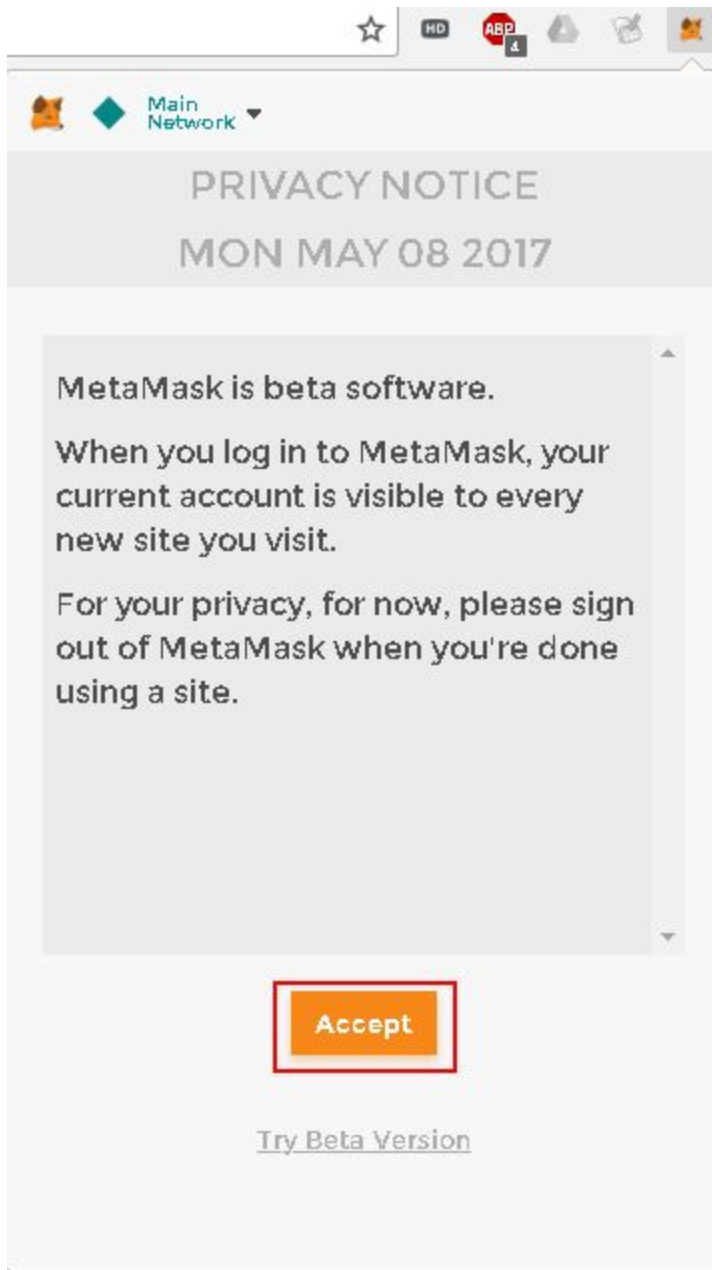 HD
ABP
4
Main
Network
PRIVACY NOTICE
MON MAY 08 2017
MetaMask is beta software.
When you log in to MetaMask, your
current account is visible to every
new site you visit.
For your privacy, for now, please sign
out of MetaMask when you're done
using a site.
Accept
Try Beta Version